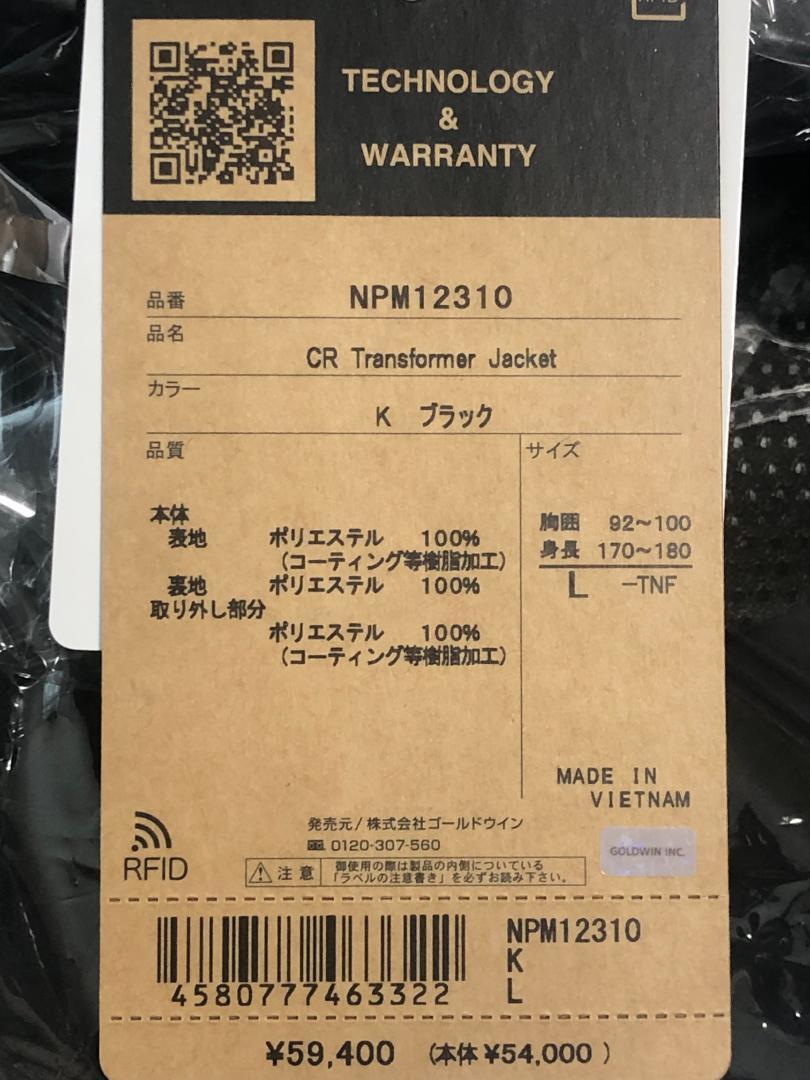 TECHNOLOGY
&
WARRANTY
品番 NPM12310
品名
CR Transformer Jacket
カラー
K ブラック
品質
サイズ
本体
表地 ポリエステル 100%
(コーティング等樹脂加工)
裏地 ポリエステル 100%
取り外し部分
ポリエステル 100%
(コーティング等樹脂加工)
胸囲 92~100
身長 170~180
L -TNF
MADE IN
VIETNAM
発売元/株式会社ゴールドウイン
0120-307-560
RFID
注意
御使用の際は製品の内側についている
「ラベルの注意書き」を必ずお読み下さい。
GOLDWIN INC.
4580777463322
NPM12310
K
L
¥59,400 (本体¥54,000 )